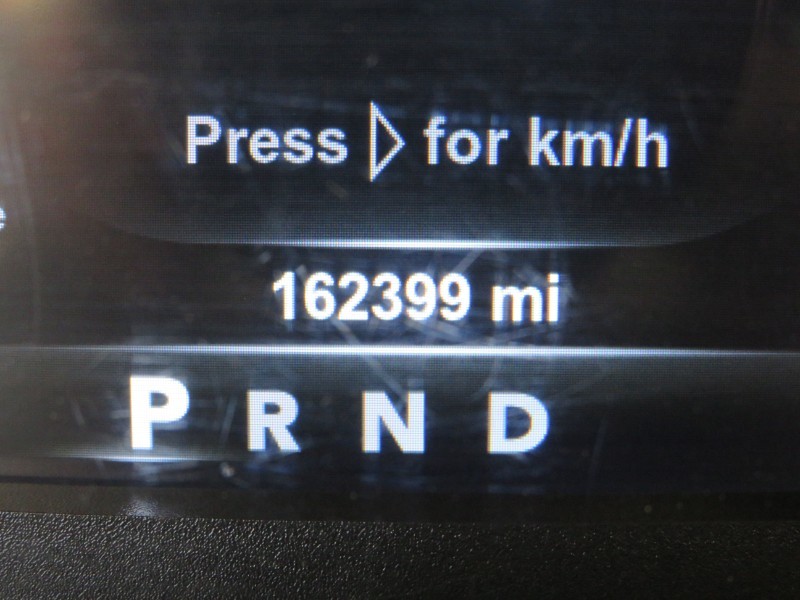 Press ▷ for km/h
162399 mi
P R N D